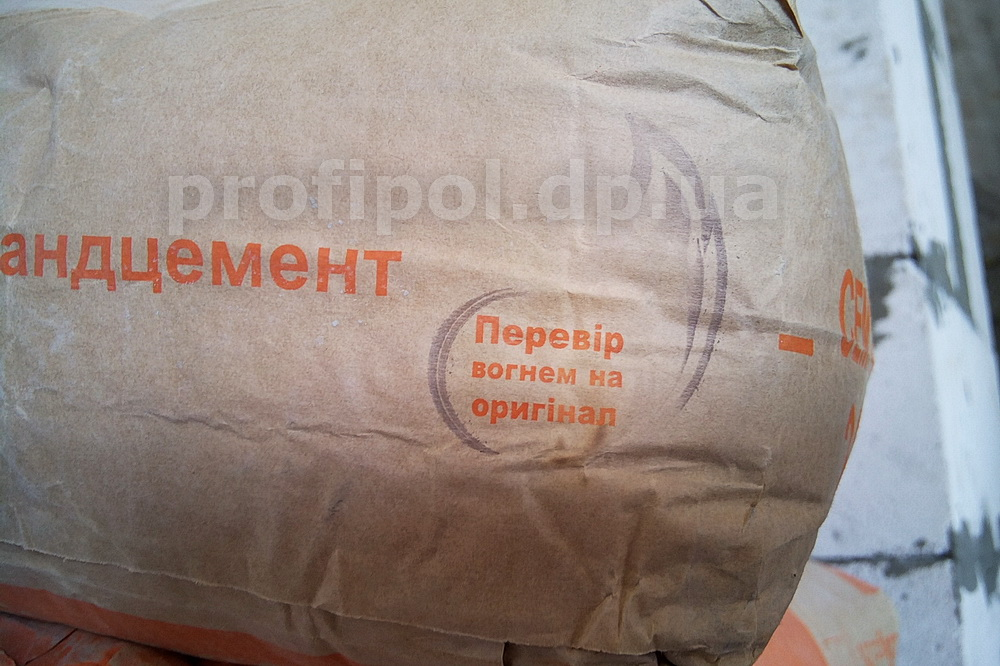 profipol.dp.ua
андцемент
Перевір
вогнем на
оригінал